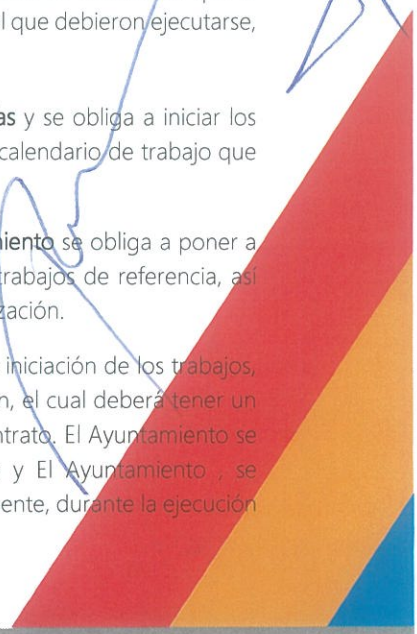 l que debieron ejecutarse,
as y se obliga a iniciar los
calendario de trabajo que
niento se obliga a poner a
trabajos de referencia, así
zación.
iniciación de los trabajos,
n, el cual deberá tener un
ntrato. El Ayuntamiento se
y El Ayuntamiento , se
ente, durante la ejecución